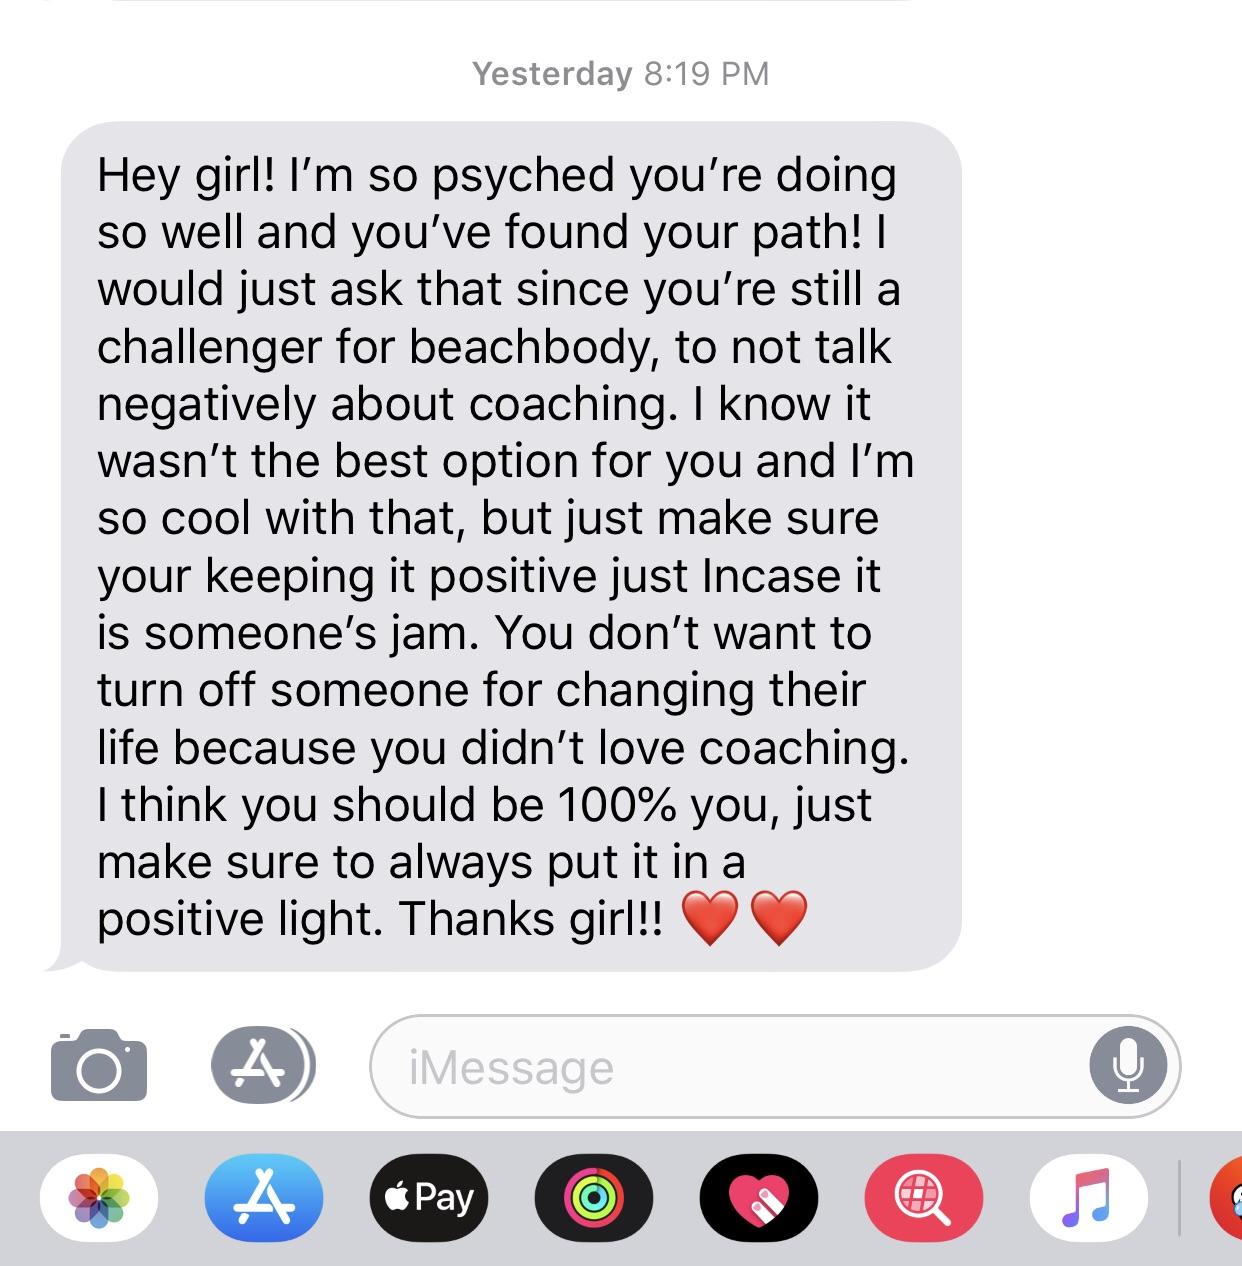 Yesterday 8:19 PM
Hey girl! I’m so psyched you’re doing
so well and you’ve found your path! I
would just ask that since you’re still a
challenger for beachbody, to not talk
negatively about coaching. I know it
wasn’t the best option for you and I’m
so cool with that, but just make sure
your keeping it positive just Incase it
is someone’s jam. You don’t want to
turn off someone for changing their
life because you didn’t love coaching.
I think you should be 100% you, just
make sure to always put it in a
positive light. Thanks girl!! ❤️❤️
iMessage
Pay